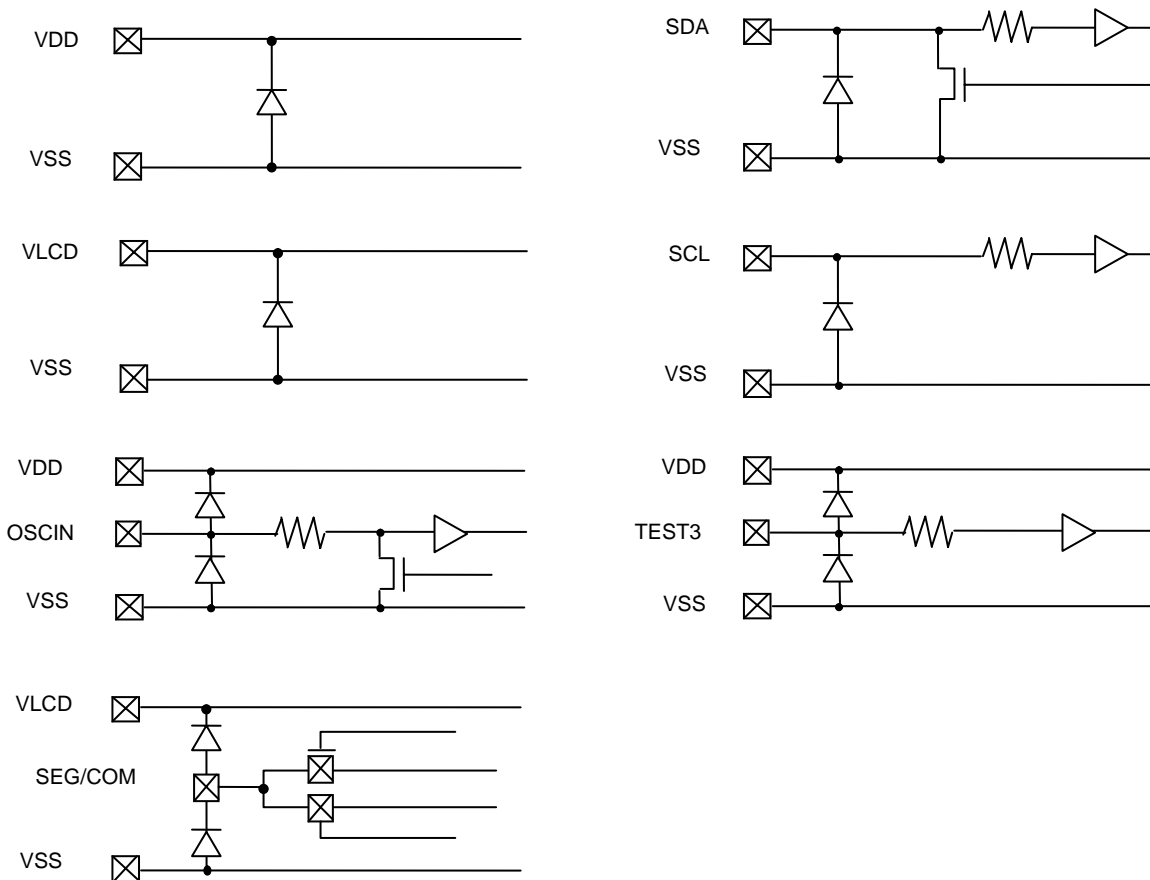 VDD
VSS
VLCD
VSS
VDD
OSCIN
VSS
VLCD
SEG/COM
VSS
SDA
VSS
SCL
VSS
VDD
TEST3
VSS